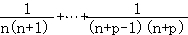 1/n(n+1) +···+ 1/(n+p-1)(n+p)